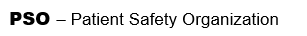 PSO – Patient Safety Organization